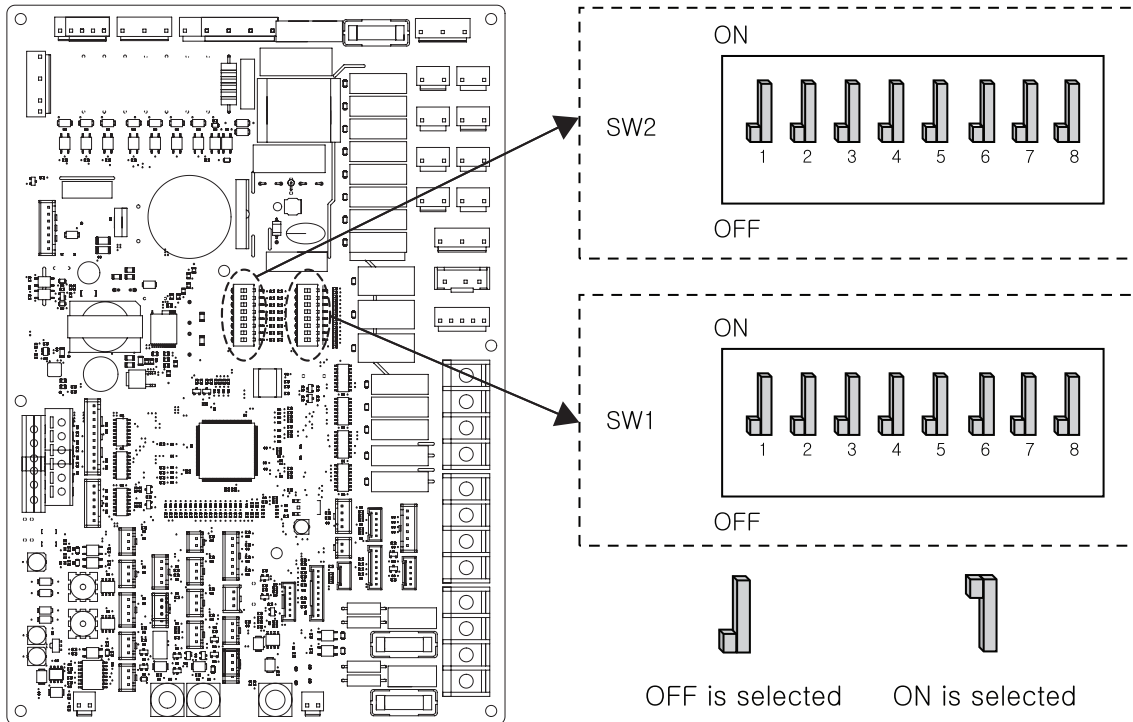 ON
SW2
1 2 3 4 5 6 7 8
OFF
ON
SW1
1 2 3 4 5 6 7 8
OFF
OFF is selected
ON is selected